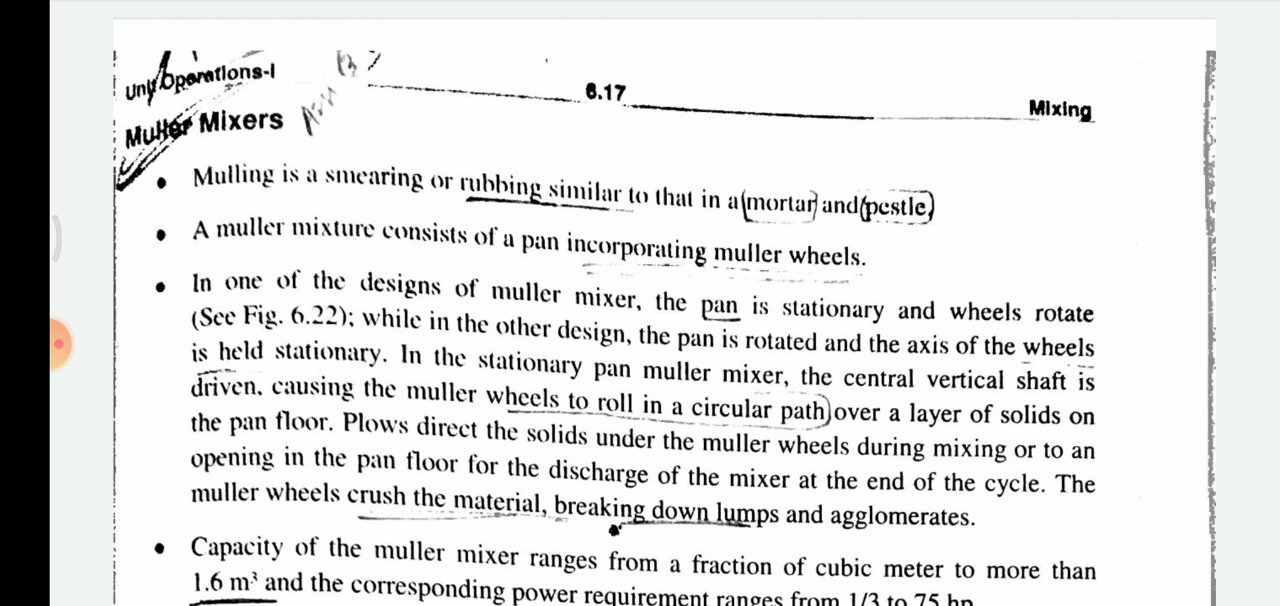 Unit Operations-I
6.17
Mixing
Muller Mixers
• Mulling is a smearing or rubbing similar to that in a mortar and pestle
• A muller mixture consists of a pan incorporating muller wheels.
• In one of the designs of muller mixer, the pan is stationary and wheels rotate
(See Fig. 6.22); while in the other design, the pan is rotated and the axis of the wheels
is held stationary. In the stationary pan muller mixer, the central vertical shaft is
driven, causing the muller wheels to roll in a circular path over a layer of solids on
the pan floor. Plows direct the solids under the muller wheels during mixing or to an
opening in the pan floor for the discharge of the mixer at the end of the cycle. The
muller wheels crush the material, breaking down lumps and agglomerates.
• Capacity of the muller mixer ranges from a fraction of cubic meter to more than
1.6 m³ and the corresponding power requirement ranges from 1/3 to 75 hp.